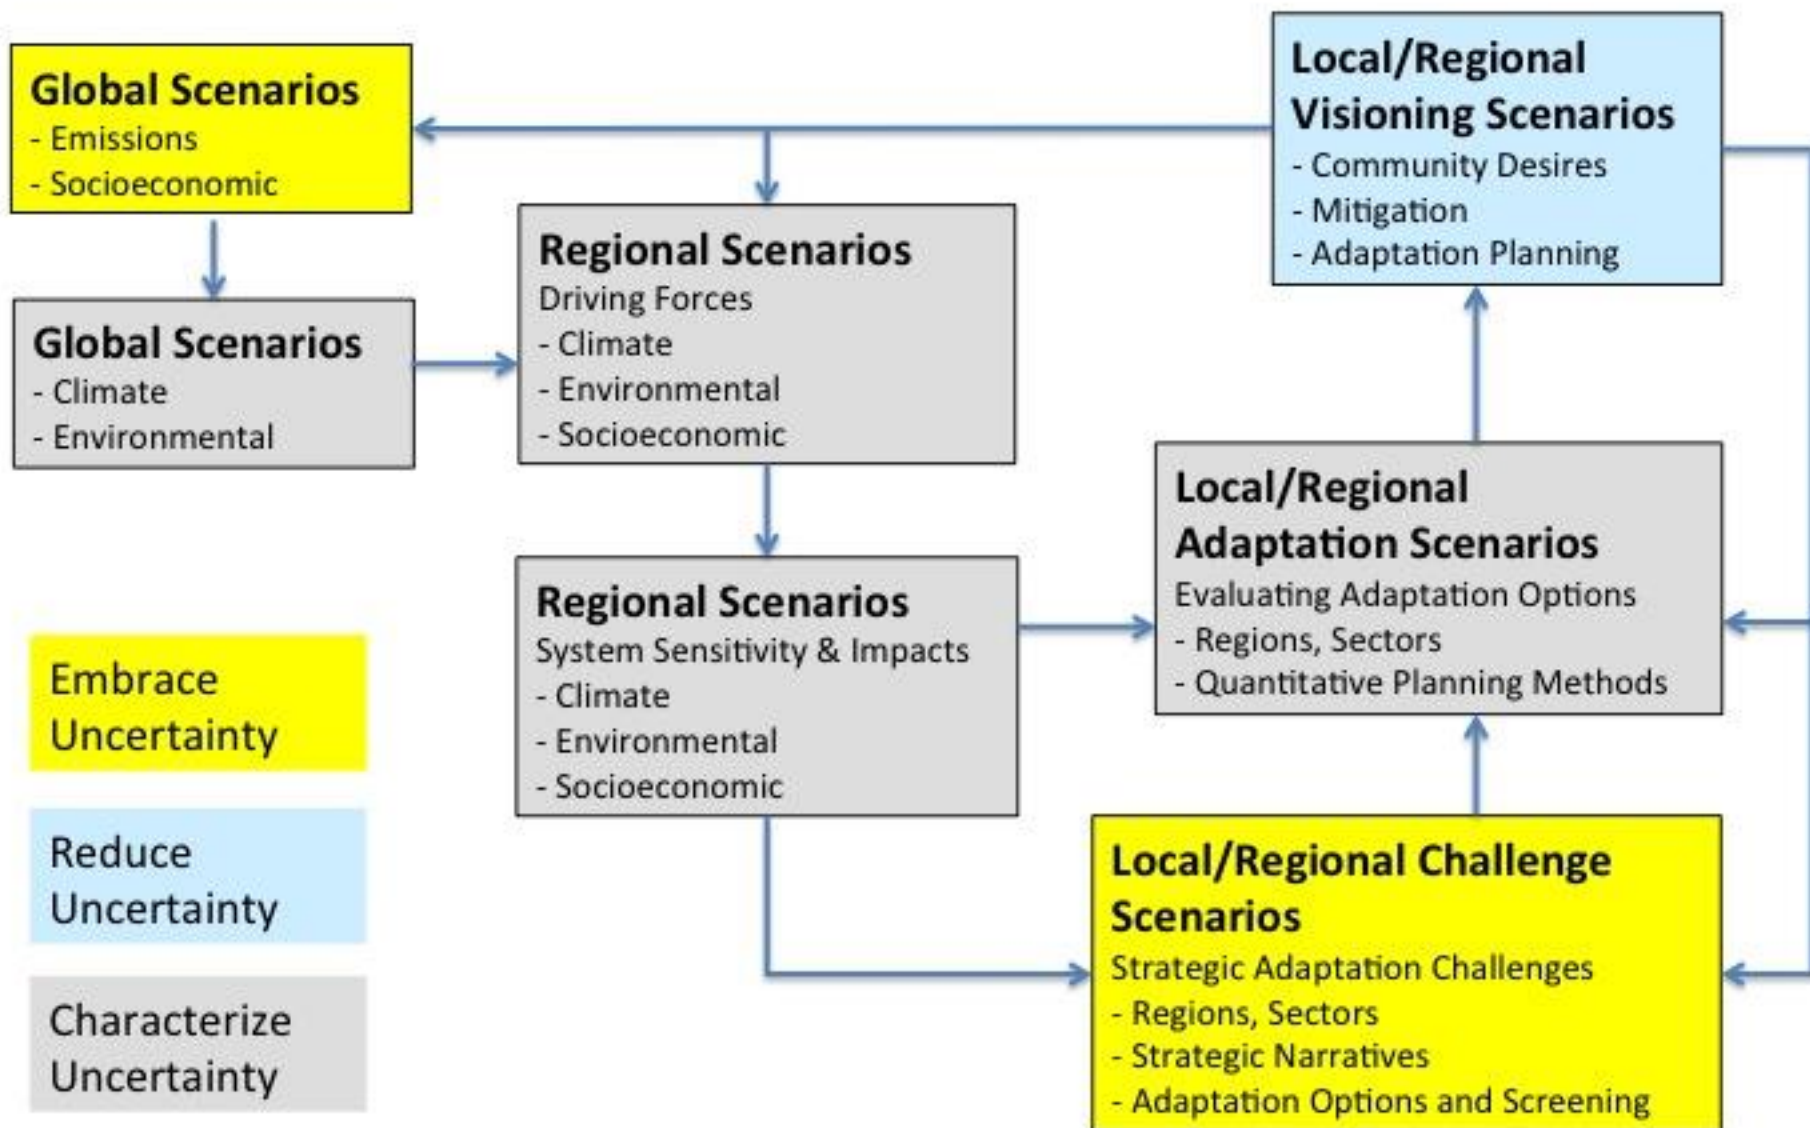 Global Scenarios
- Emissions
- Socioeconomic
Global Scenarios
- Climate
- Environmental
Regional Scenarios
Driving Forces
- Climate
- Environmental
- Socioeconomic
Regional Scenarios
System Sensitivity & Impacts
- Climate
- Environmental
- Socioeconomic
Local/Regional
Visioning Scenarios
- Community Desires
- Mitigation
- Adaptation Planning
Local/Regional
Adaptation Scenarios
Evaluating Adaptation Options
- Regions, Sectors
- Quantitative Planning Methods
Local/Regional Challenge
Scenarios
Strategic Adaptation Challenges
- Regions, Sectors
- Strategic Narratives
- Adaptation Options and Screening
Embrace
Uncertainty
Reduce
Uncertainty
Characterize
Uncertainty